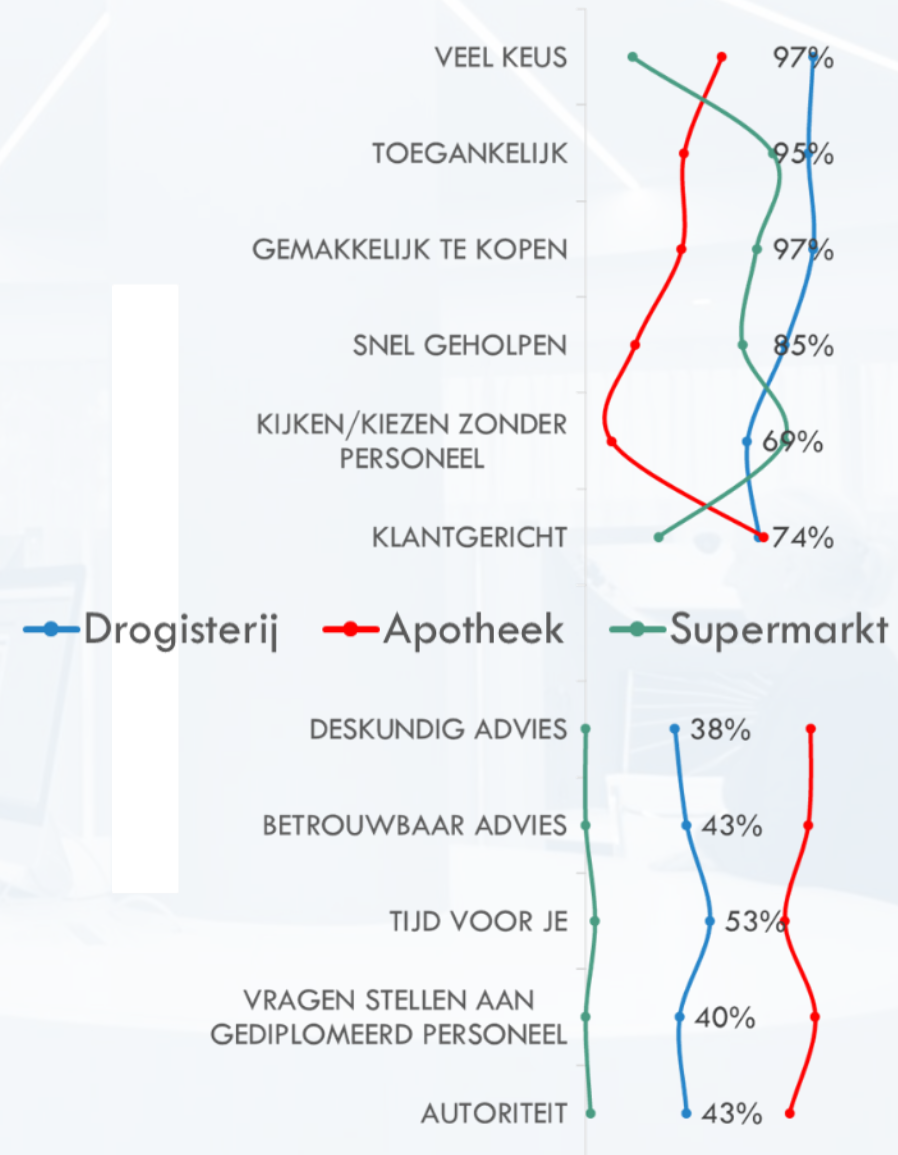 VEEL KEUS 97%
TOEGANKELIJK 95%
GEMAKKELIJK TE KOPEN 97%
SNEL GEHOLPEN 85%
KIJKEN/KIEZEN ZONDER
PERSONEEL 69%
KLANTGERICHT 74%
Drogisterij Apotheek Supermarkt
DESKUNDIG ADVIES 38%
BETROUWBAAR ADVIES 43%
TIJD VOOR JE 53%
VRAGEN STELLEN AAN
GEDIPLOMEERD PERSONEEL 40%
AUTORITEIT 43%